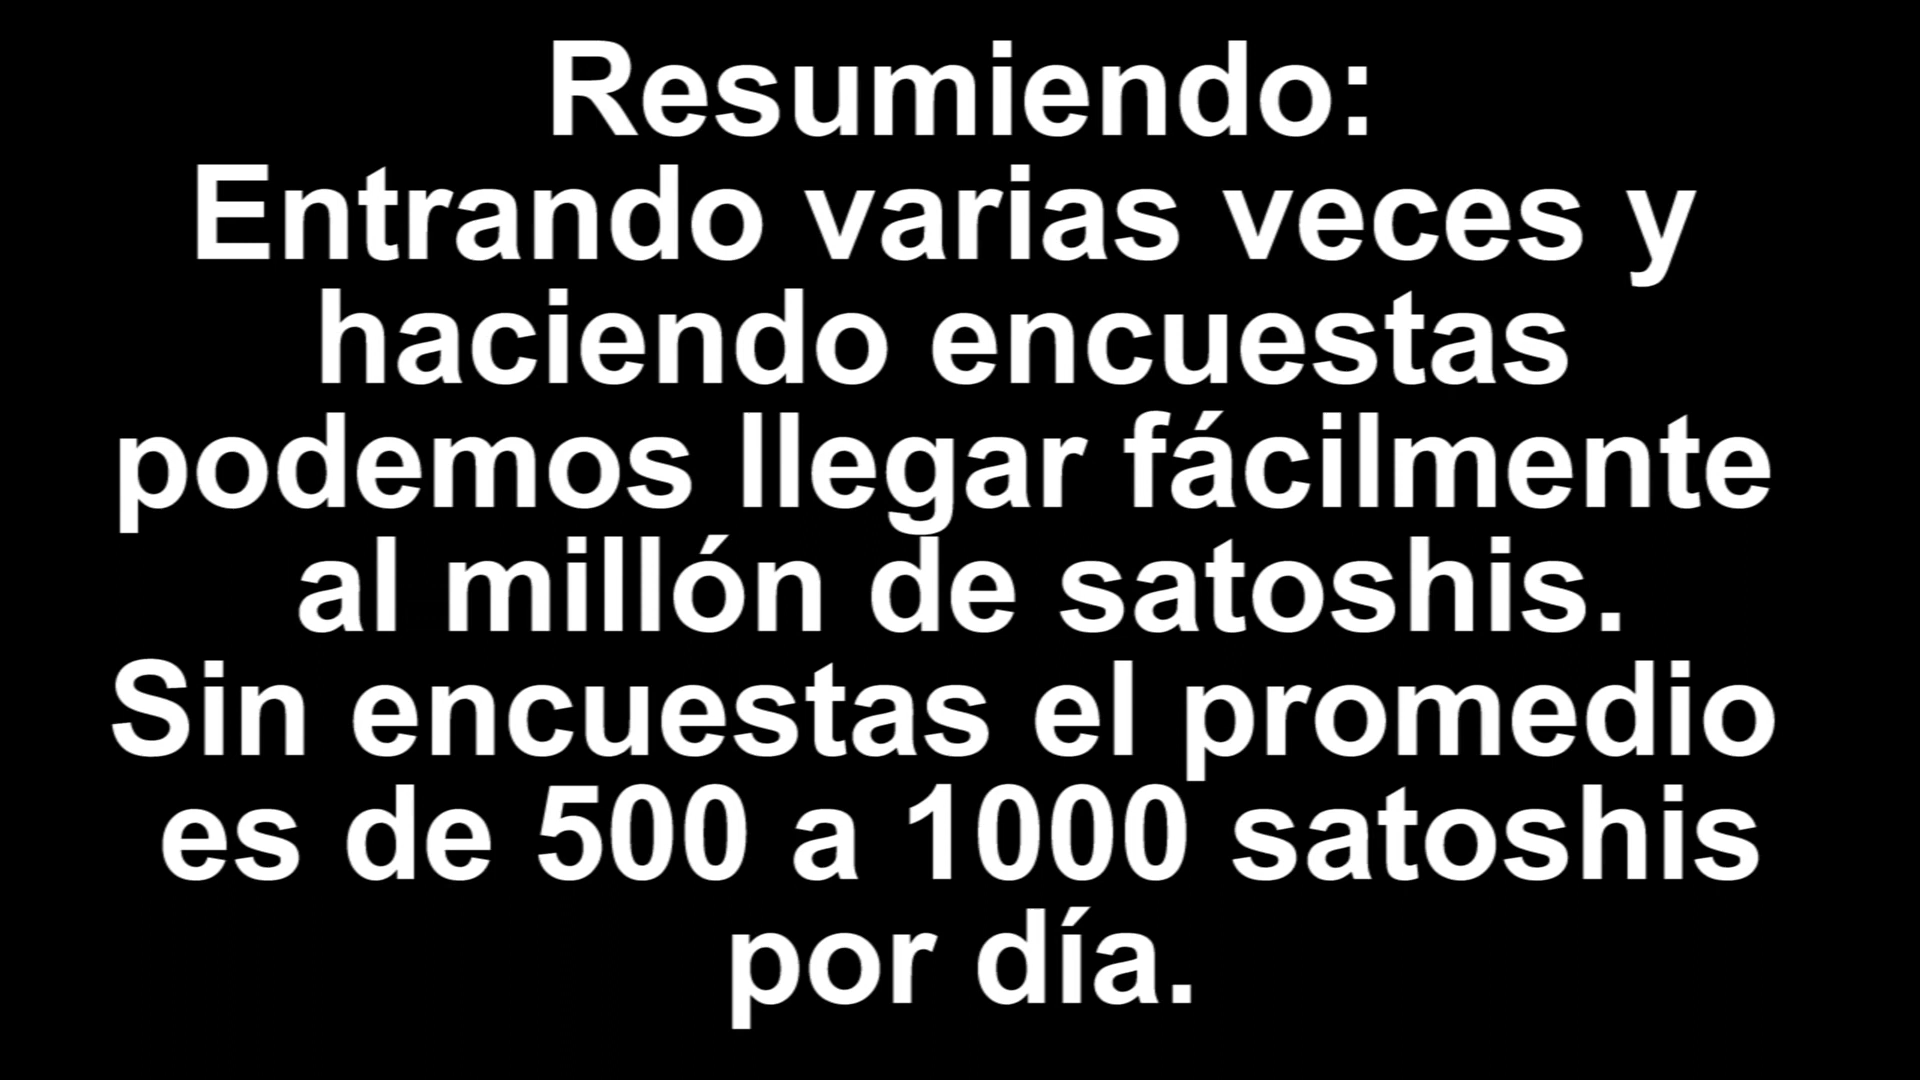 Resumiendo:
Entrando varias veces y
haciendo encuestas
podemos llegar fácilmente
al millón de satoshis.
Sin encuestas el promedio
es de 500 a 1000 satoshis
por día.